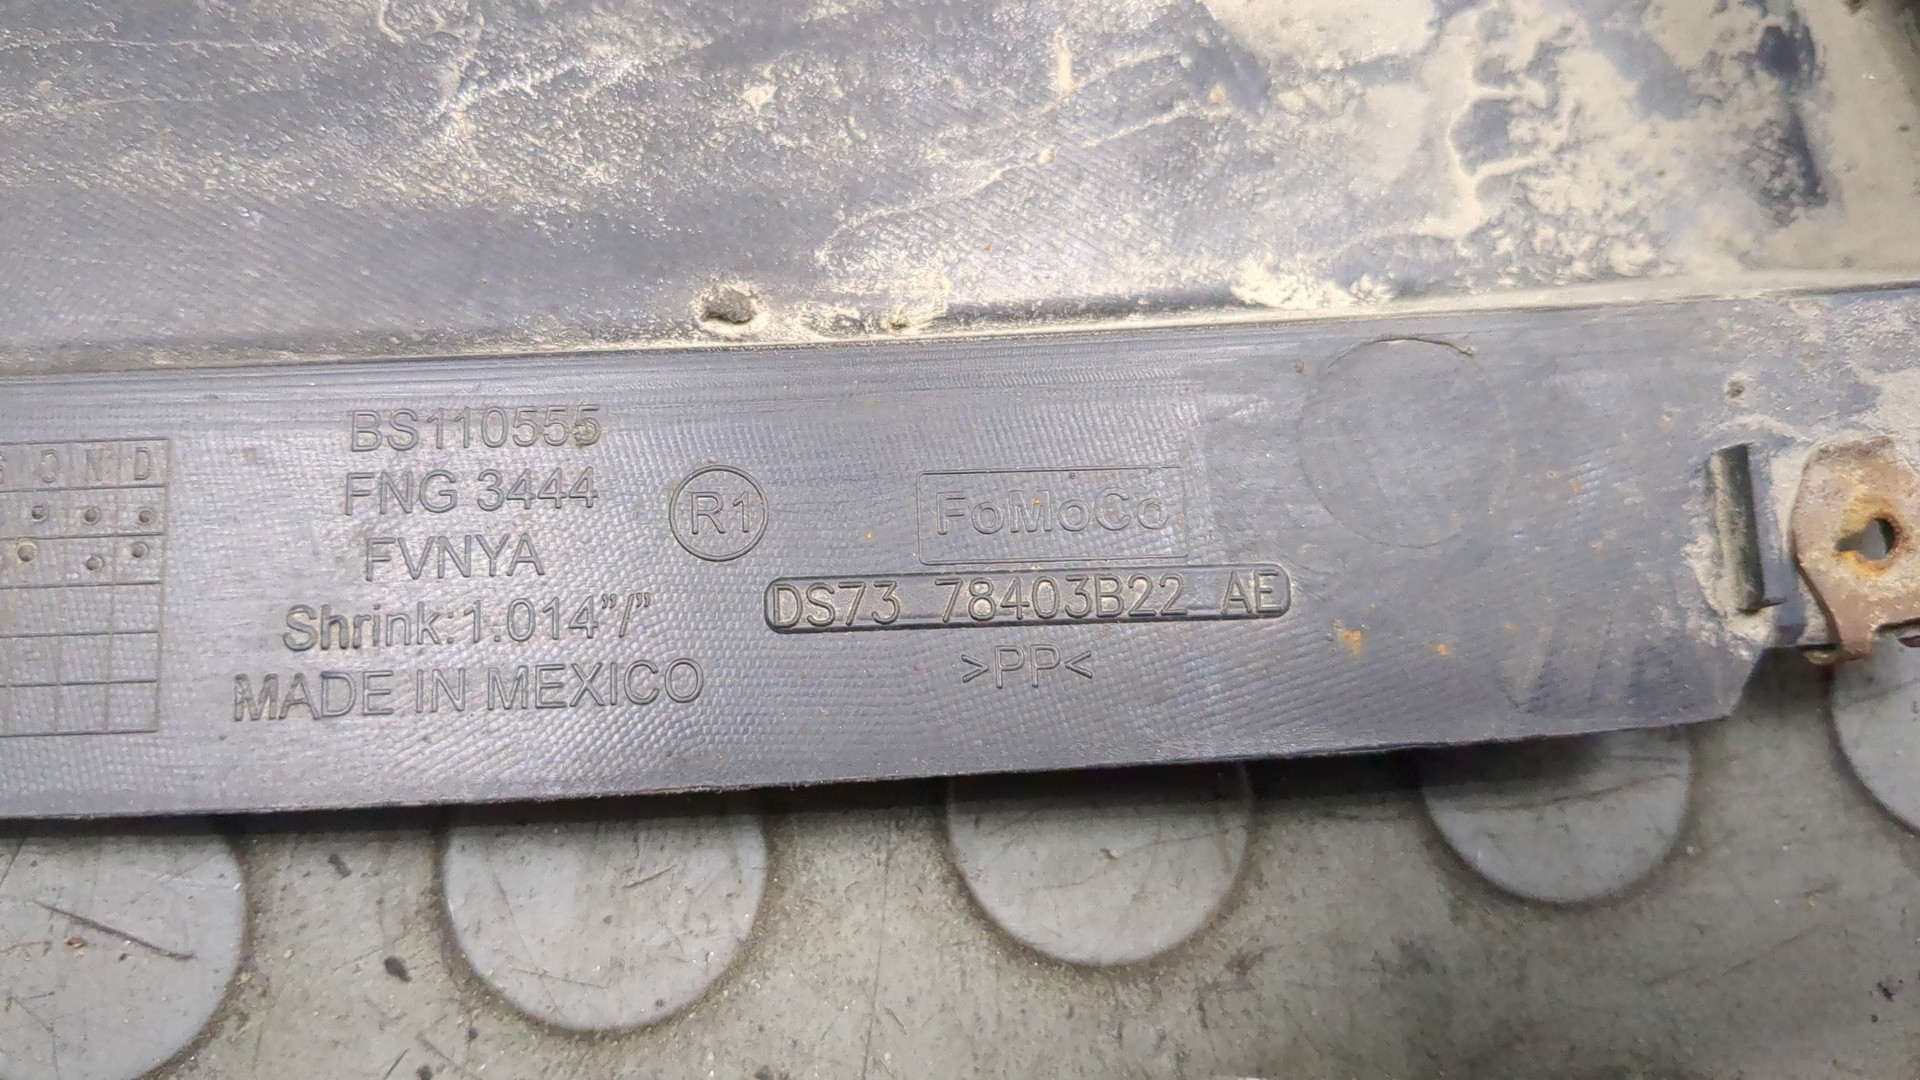 O N D
BS110555
FNG 3444
FVNYA
Shrink:1.014"/"
MADE IN MEXICO
R1
FoMoCo
DS73 78403B22 AE
>PP<